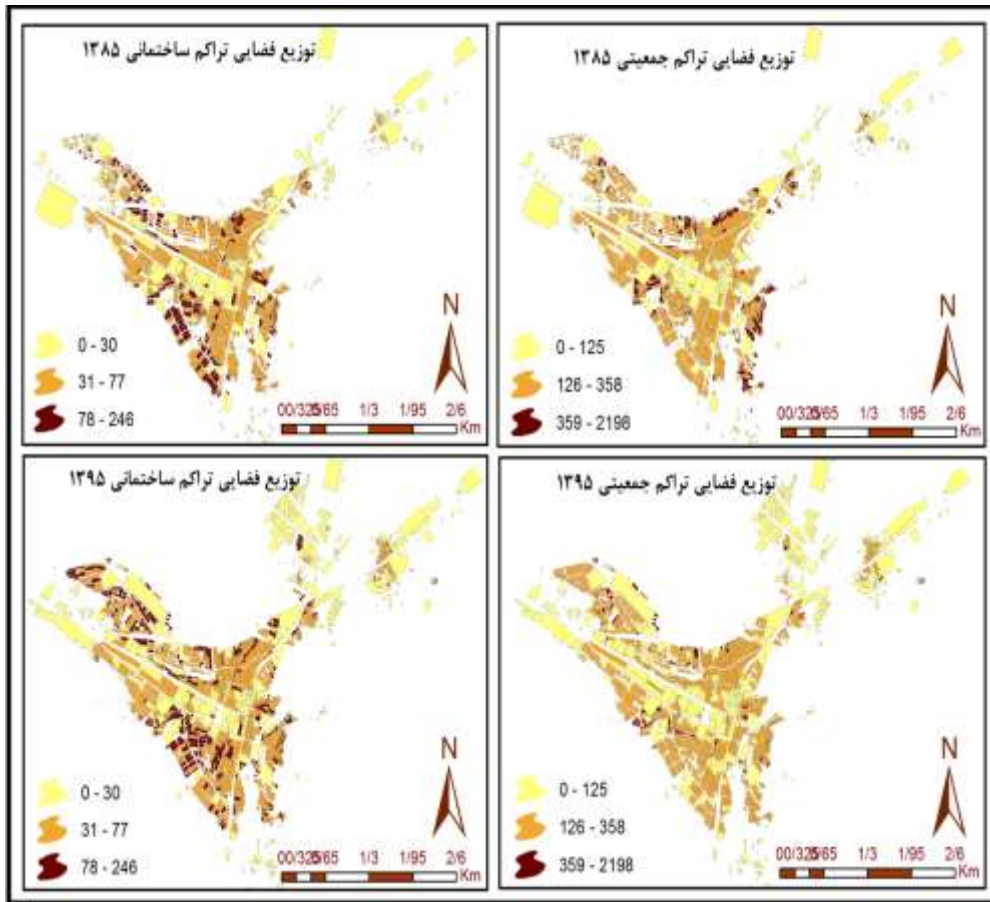 توزیع فضایی تراکم ساختمانی ۱۳۸۵
N
0 - 30
31 - 77
78 - 246
1/3 1/95 2/6
Km
توزیع فضایی تراکم جمعیتی ۱۳۸۵
N
0 - 125
126 - 358
359 - 2198
1/3 1/95 2/6
Km
توزیع فضایی تراکم ساختمانی ۱۳۹۵
N
0 - 30
31 - 77
78 - 246
1/3 1/95 2/6
Km
توزیع فضایی تراکم جمعیتی ۱۳۹۵
N
0 - 125
126 - 358
359 - 2198
1/3 1/95 2/6
Km